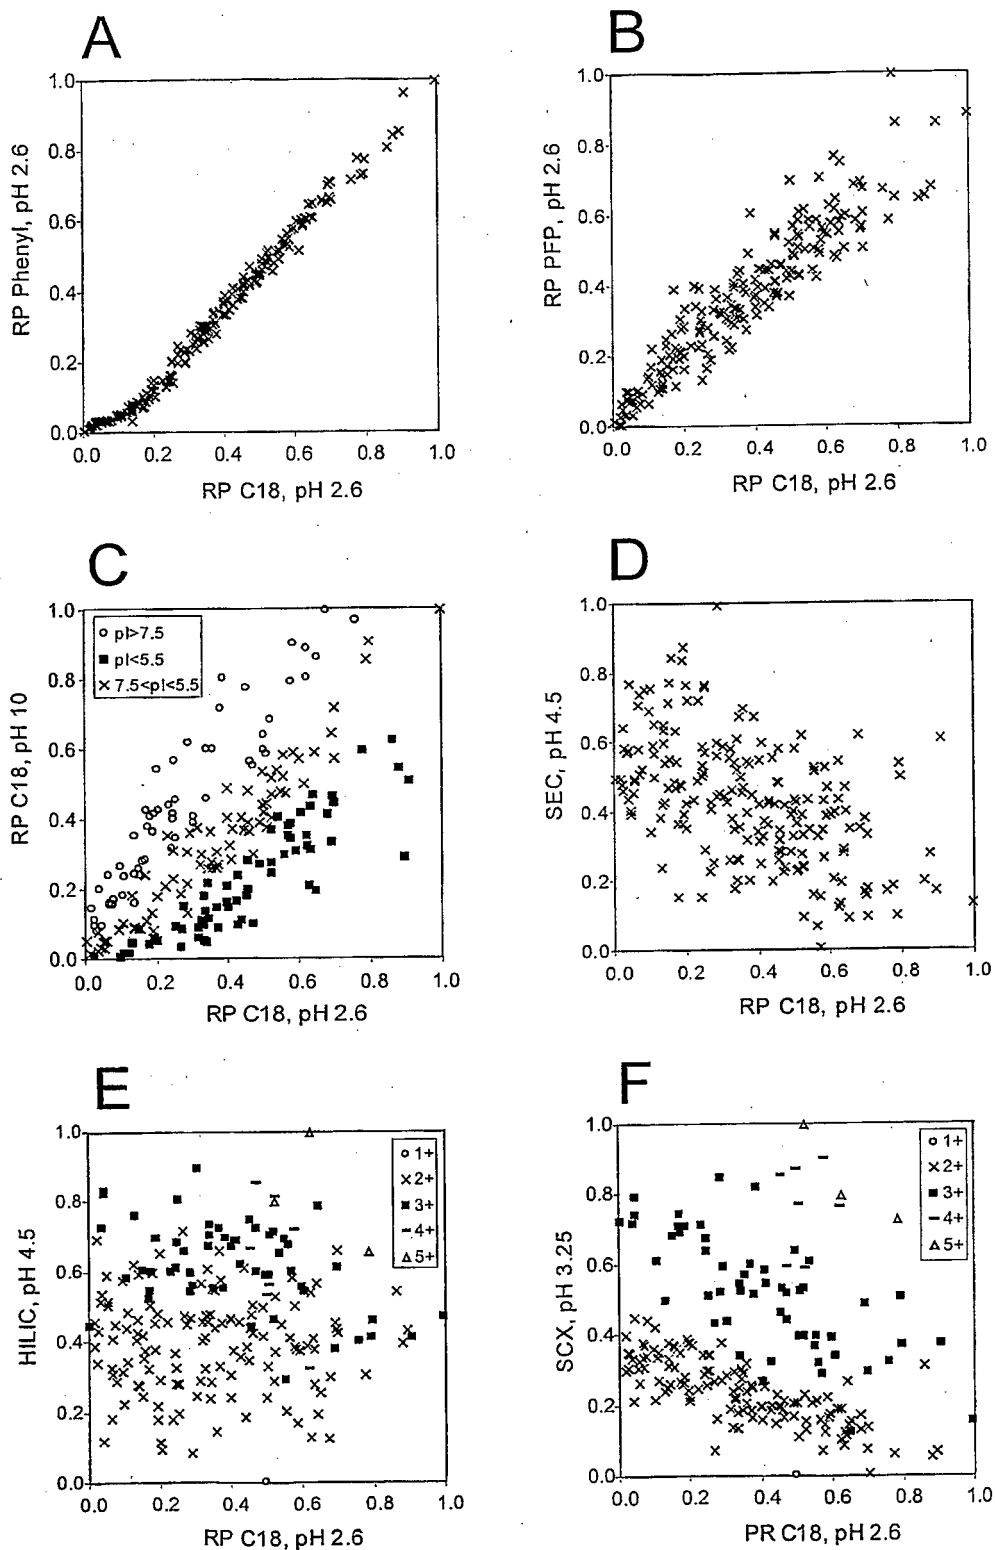 A
RP Phenyl, pH 2.6
1.0
0.8
0.6
0.4
0.2
0.0
0.0 0.2 0.4 0.6 0.8 1.0
RP C18, pH 2.6
B
RP PFP, pH 2.6
1.0
0.8
0.6
0.4
0.2
0.0
0.0 0.2 0.4 0.6 0.8 1.0
RP C18, pH 2.6
C
RP C18, pH 10
1.0
0.8
0.6
0.4
0.2
0.0
pI>7.5
pI<5.5
7.5<pI<5.5
0.0 0.2 0.4 0.6 0.8 1.0
RP C18, pH 2.6
D
SEC, pH 4.5
1.0
0.8
0.6
0.4
0.2
0.0
0.0 0.2 0.4 0.6 0.8 1.0
RP C18, pH 2.6
E
HILIC, pH 4.5
1.0
0.8
0.6
0.4
0.2
0.0
1+
2+
3+
4+
5+
0.0 0.2 0.4 0.6 0.8 1.0
RP C18, pH 2.6
F
SCX, pH 3.25
1.0
0.8
0.6
0.4
0.2
0.0
1+
2+
3+
4+
5+
0.0 0.2 0.4 0.6 0.8 1.0
PR C18, pH 2.6